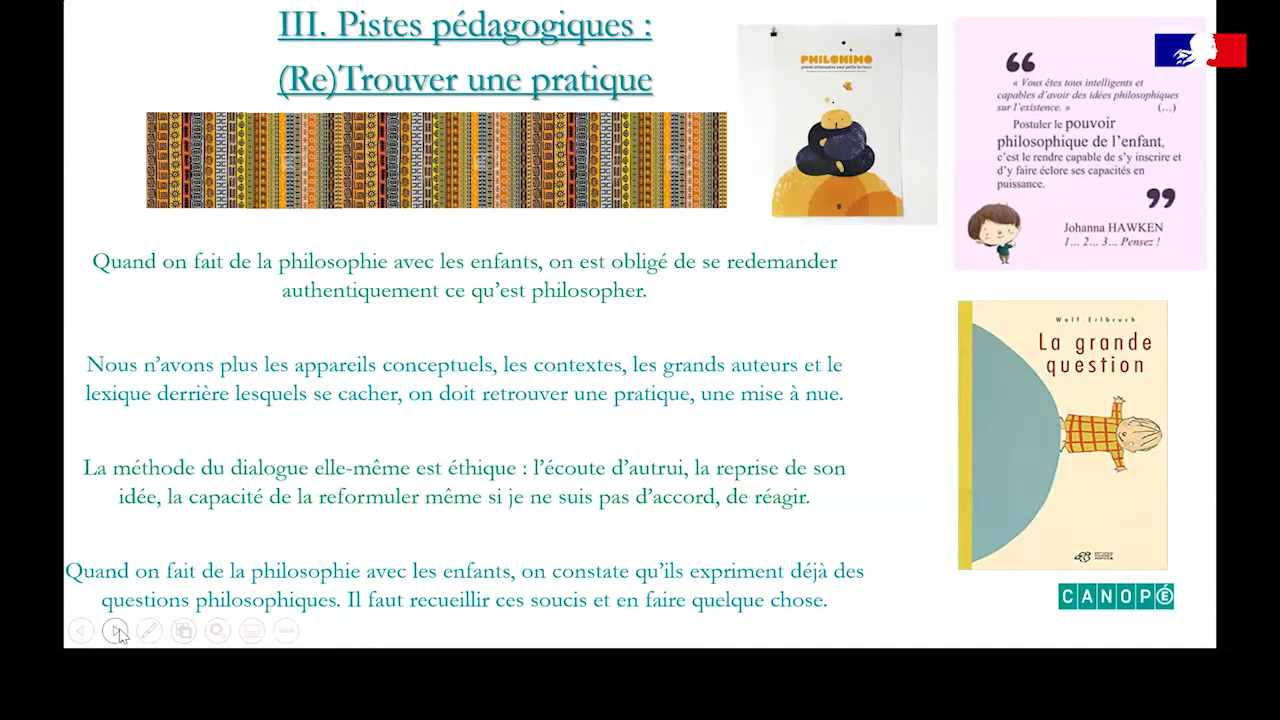 III. Pistes pédagogiques :
(Re)Trouver une pratique
PHILONIMO
« Vous êtes tous intelligents et
capables d’avoir des idées philosophiques
sur l’existence. » (…)
Postuler le pouvoir
philosophique de l’enfant,
c’est le rendre capable de s’y inscrire et
d’y faire éclore ses capacités en
puissance.
Johanna HAWKEN
1… 2… 3… Pensez !
Quand on fait de la philosophie avec les enfants, on est obligé de se redemander
authentiquement ce qu’est philosopher.
Nous n’avons plus les appareils conceptuels, les contextes, les grands auteurs et le
lexique derrière lesquels se cacher, on doit retrouver une pratique, une mise à nue.
La méthode du dialogue elle-même est éthique : l’écoute d’autrui, la reprise de son
idée, la capacité de la reformuler même si je ne suis pas d’accord, de réagir.
Quand on fait de la philosophie avec les enfants, on constate qu’ils expriment déjà des
questions philosophiques. Il faut recueillir ces soucis et en faire quelque chose.
Wolf Erlbruch
La grande
question
CANOPÉ